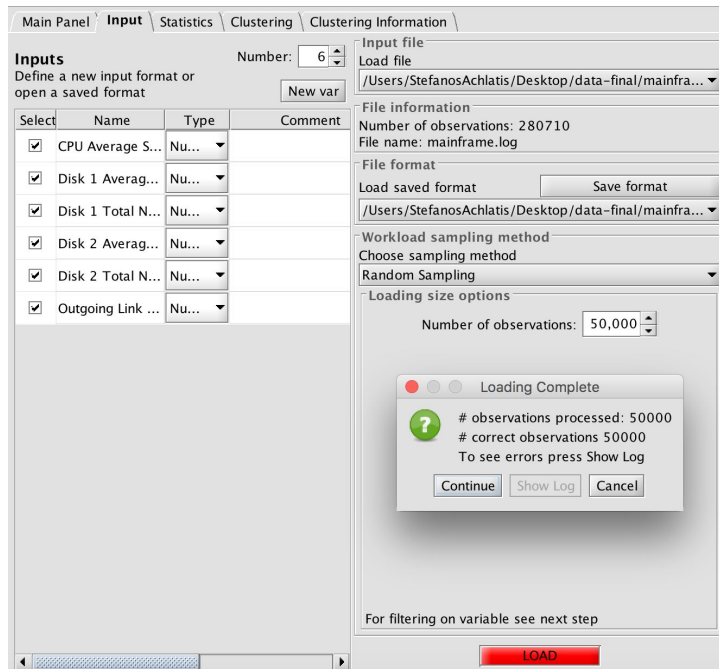 Main Panel Input Statistics Clustering Clustering Information
Inputs
Define a new input format or
open a saved format
Number: 6
New var
Select Name Type Comment
CPU Average S... Nu...
Disk 1 Averag... Nu...
Disk 1 Total N... Nu...
Disk 2 Averag... Nu...
Disk 2 Total N... Nu...
Outgoing Link ... Nu...
Input file
Load file
/Users/StefanosAchlatis/Desktop/data-final/mainfra...
File information
Number of observations: 280710
File name: mainframe.log
File format
Load saved format Save format
/Users/StefanosAchlatis/Desktop/data-final/mainfra...
Workload sampling method
Choose sampling method
Random Sampling
Loading size options
Number of observations: 50,000
Loading Complete
?
# observations processed: 50000
# correct observations 50000
To see errors press Show Log
Continue Show Log Cancel
For filtering on variable see next step
LOAD